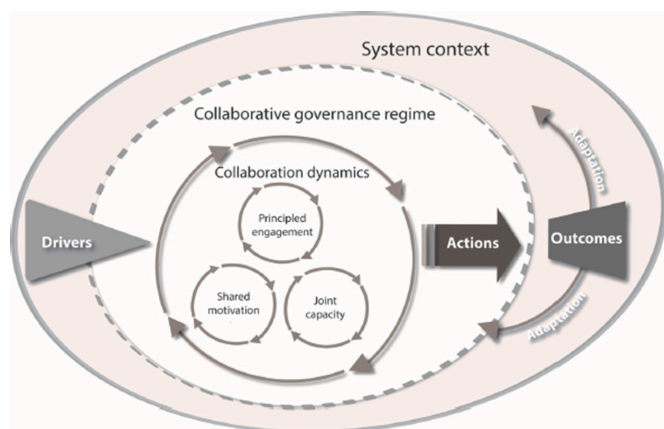 System context
Collaborative governance regime
Collaboration dynamics
Principled
engagement
Shared
motivation
Joint
capacity
Drivers
Actions
Outcomes
Adaptation
Adaptation